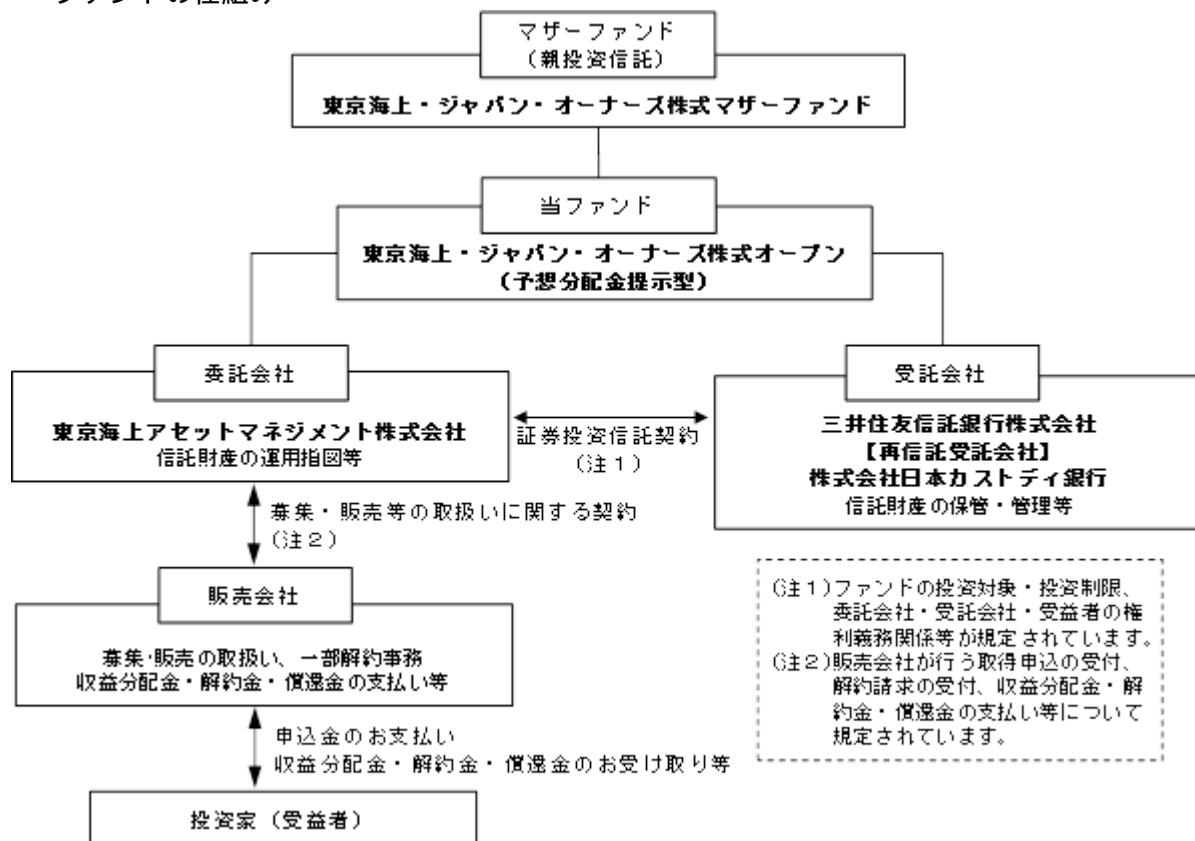 ファンドの仕組み
マザーファンド
(親投資信託)
東京海上・ジャパン・オーナーズ株式マザーファンド
当ファンド
東京海上・ジャパン・オーナーズ株式オープン
(予想分配金提示型)
委託会社
東京海上アセットマネジメント株式会社
信託財産の運用指図等
証券投資信託契約
(注1)
受託会社
三井住友信託銀行株式会社
【再信託受託会社】
株式会社日本カストディ銀行
信託財産の保管・管理等
募集・販売等の取扱いに関する契約
(注2)
販売会社
募集・販売の取扱い、一部解約事務
収益分配金・解約金・償還金の支払い等
申込金のお支払い
収益分配金・解約金・償還金のお受け取り等
投資家(受益者)
(注1)ファンドの投資対象・投資制限、
委託会社・受託会社・受益者の権
利義務関係等が規定されています。
(注2)販売会社が行う取得申込の受付、
解約請求の受付、収益分配金・解
約金・償還金の支払い等について
規定されています。